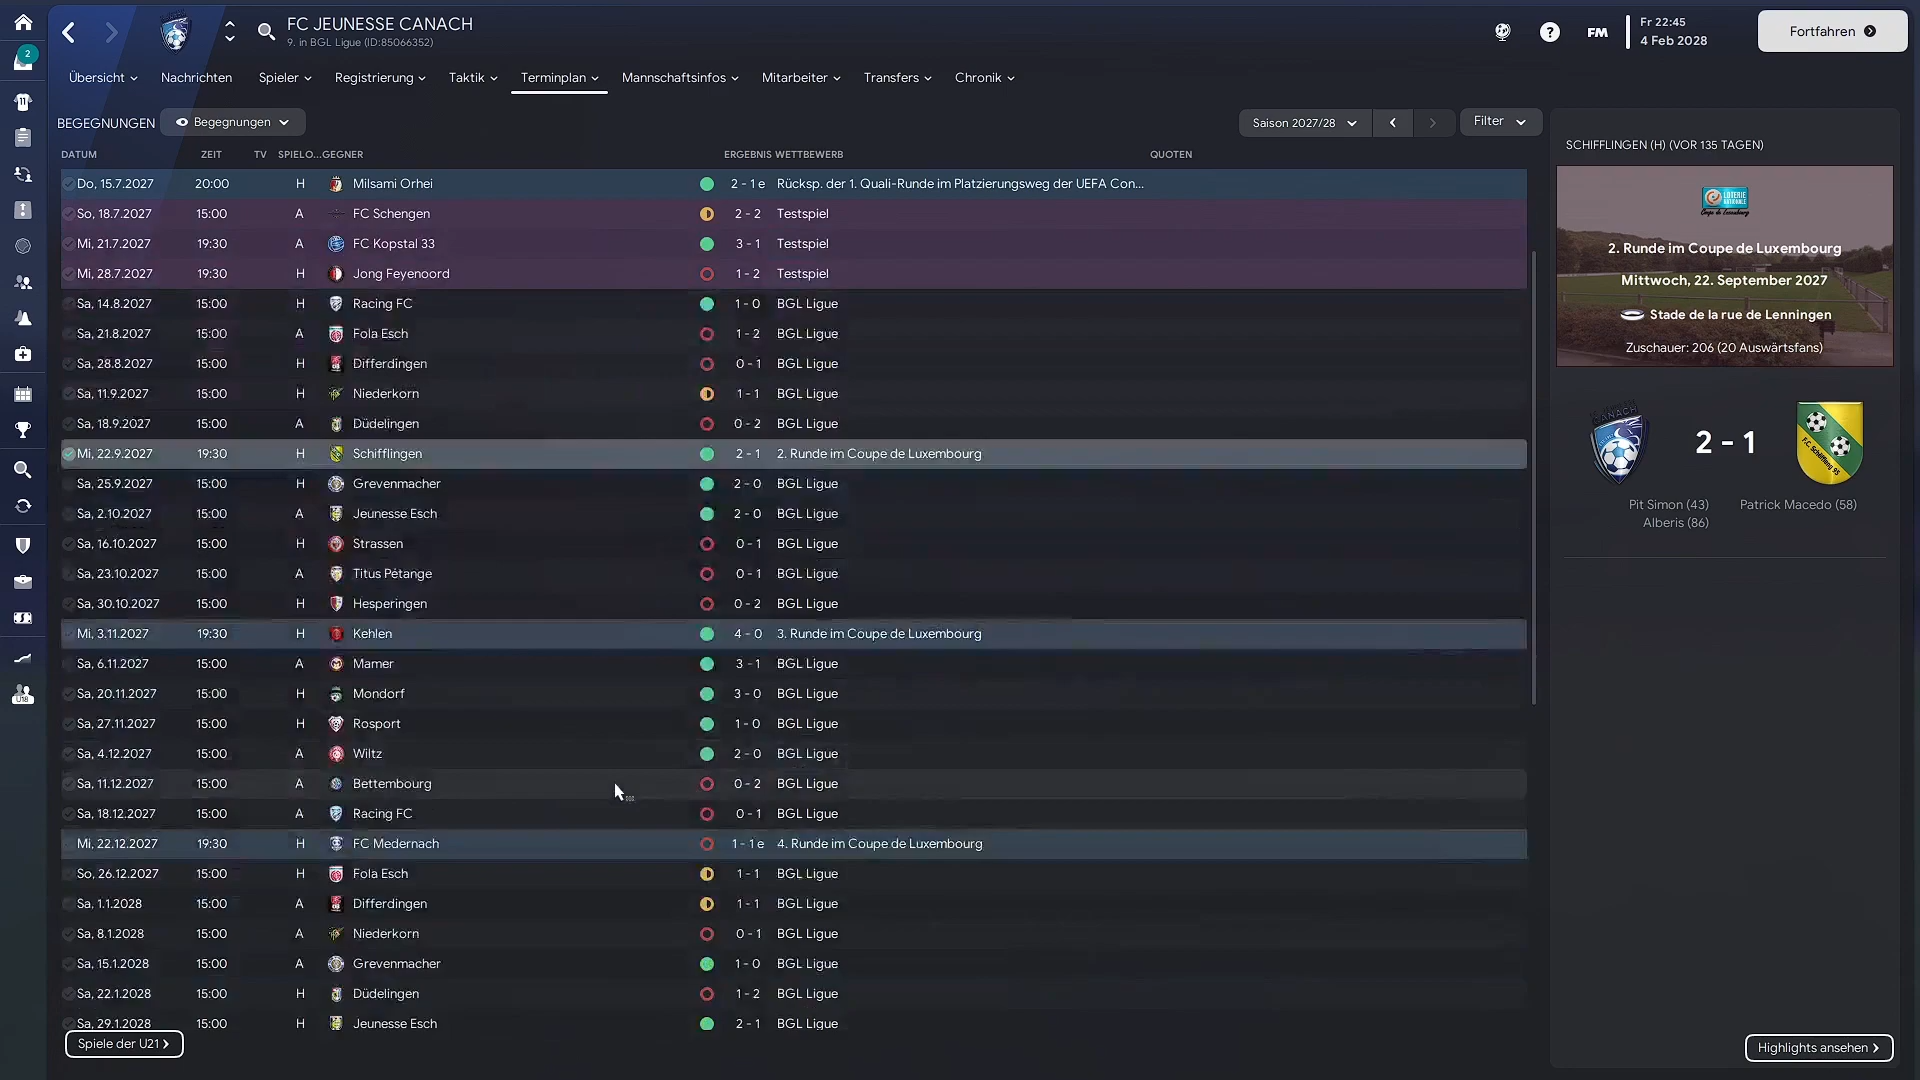 FC JEUNESSE CANACH
9. in BGL Ligue (ID:85066352)
2
FM
Fr 22:45
4 Feb 2028
Fortfahren
Übersicht Nachrichten Spieler Registrierung Taktik Terminplan Mannschaftsinfos Mitarbeiter Transfers Chronik
BEGEGNUNGEN Begegnungen Saison 2027/28 Filter
DATUM ZEIT TV SPIELO...GEGNER ERGEBNIS WETTBEWERB QUOTEN
Do, 15.7.2027 20:00 H Milsami Orhei 2 - 1 e Rücksp. der 1. Quali-Runde im Platzierungsweg der UEFA Con...
So, 18.7.2027 15:00 A FC Schengen 2 - 2 Testspiel
Mi, 21.7.2027 19:30 A FC Kopstal 33 3 - 1 Testspiel
Mi, 28.7.2027 19:30 H Jong Feyenoord 1 - 2 Testspiel
Sa, 14.8.2027 15:00 H Racing FC 1 - 0 BGL Ligue
Sa, 21.8.2027 15:00 A Fola Esch 1 - 2 BGL Ligue
Sa, 28.8.2027 15:00 H Differdingen 0 - 1 BGL Ligue
Sa, 11.9.2027 15:00 H Niederkorn 1 - 1 BGL Ligue
Sa, 18.9.2027 15:00 A Düdelingen 0 - 2 BGL Ligue
Mi, 22.9.2027 19:30 H Schifflingen 2 - 1 2. Runde im Coupe de Luxembourg
Sa, 25.9.2027 15:00 H Grevenmacher 2 - 0 BGL Ligue
Sa, 2.10.2027 15:00 A Jeunesse Esch 2 - 0 BGL Ligue
Sa, 16.10.2027 15:00 H Strassen 0 - 1 BGL Ligue
Sa, 23.10.2027 15:00 A Titus Pétange 0 - 1 BGL Ligue
Sa, 30.10.2027 15:00 H Hesperingen 0 - 2 BGL Ligue
Mi, 3.11.2027 19:30 H Kehlen 4 - 0 3. Runde im Coupe de Luxembourg
Sa, 6.11.2027 15:00 A Mamer 3 - 1 BGL Ligue
Sa, 20.11.2027 15:00 H Mondorf 3 - 0 BGL Ligue
Sa, 27.11.2027 15:00 H Rosport 1 - 0 BGL Ligue
Sa, 4.12.2027 15:00 A Wiltz 2 - 0 BGL Ligue
Sa, 11.12.2027 15:00 A Bettembourg 0 - 2 BGL Ligue
Sa, 18.12.2027 15:00 A Racing FC 0 - 1 BGL Ligue
Mi, 22.12.2027 19:30 H FC Medernach 1 - 1 e 4. Runde im Coupe de Luxembourg
So, 26.12.2027 15:00 H Fola Esch 1 - 1 BGL Ligue
Sa, 1.1.2028 15:00 A Differdingen 1 - 1 BGL Ligue
Sa, 8.1.2028 15:00 A Niederkorn 0 - 1 BGL Ligue
Sa, 15.1.2028 15:00 A Grevenmacher 1 - 0 BGL Ligue
Sa, 22.1.2028 15:00 H Düdelingen 1 - 2 BGL Ligue
Sa, 29.1.2028 15:00 H Jeunesse Esch 2 - 1 BGL Ligue
Spiele der U21
U18
SCHIFFLINGEN (H) (VOR 135 TAGEN)
LOTERIE
NATIONALE
Coupe de Luxembourg
2. Runde im Coupe de Luxembourg
Mittwoch, 22. September 2027
Stade de la rue de Lenningen
Zuschauer: 206 (20 Auswärtsfans)
CANACH
2 - 1
F.C. Schifflng 95
Pit Simon (43) Patrick Macedo (58)
Alberis (86)
Highlights ansehen